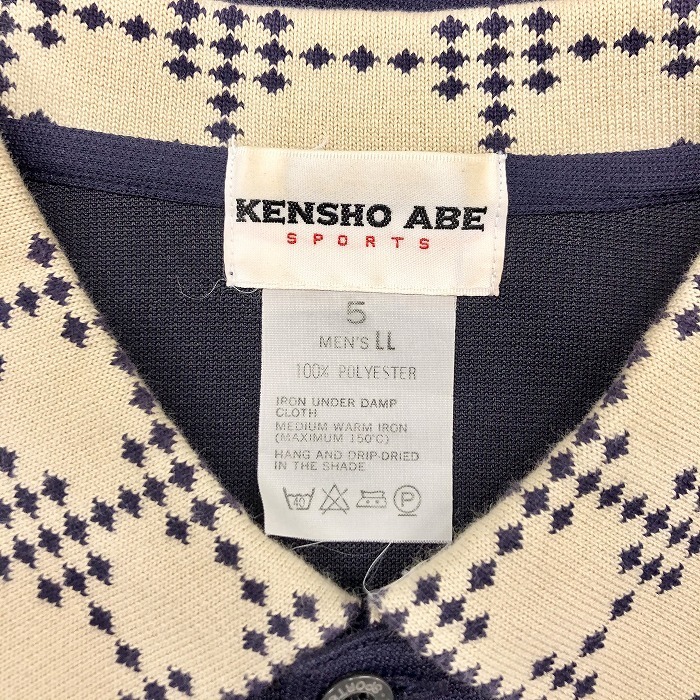 KENSHO ABE
SPORTS
5
MEN'S LL
100% POLYESTER
IRON UNDER DAMP
CLOTH
MEDIUM WARM IRON
(MAXIMUM 150°C)
HANG AND DRIP-DRIED
IN THE SHADE
40 P